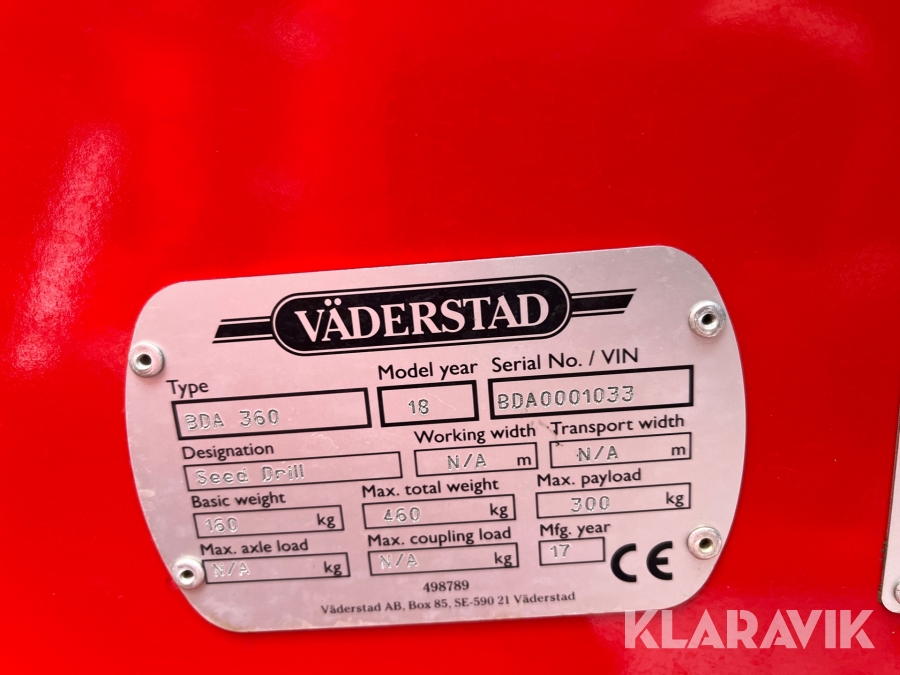 VÄDERSTAD
Type Model year Serial No. / VIN
BDA 360 18 BDA0001033
Designation Working width Transport width
Seed Drill N/A m N/A m
Basic weight Max. total weight Max. payload
160 kg 460 kg 300 kg
Max. axle load Max. coupling load Mfg. year
N/A kg N/A kg 17 CE
498789
Väderstad AB, Box 85, SE-590 21 Väderstad
KLARAVIK